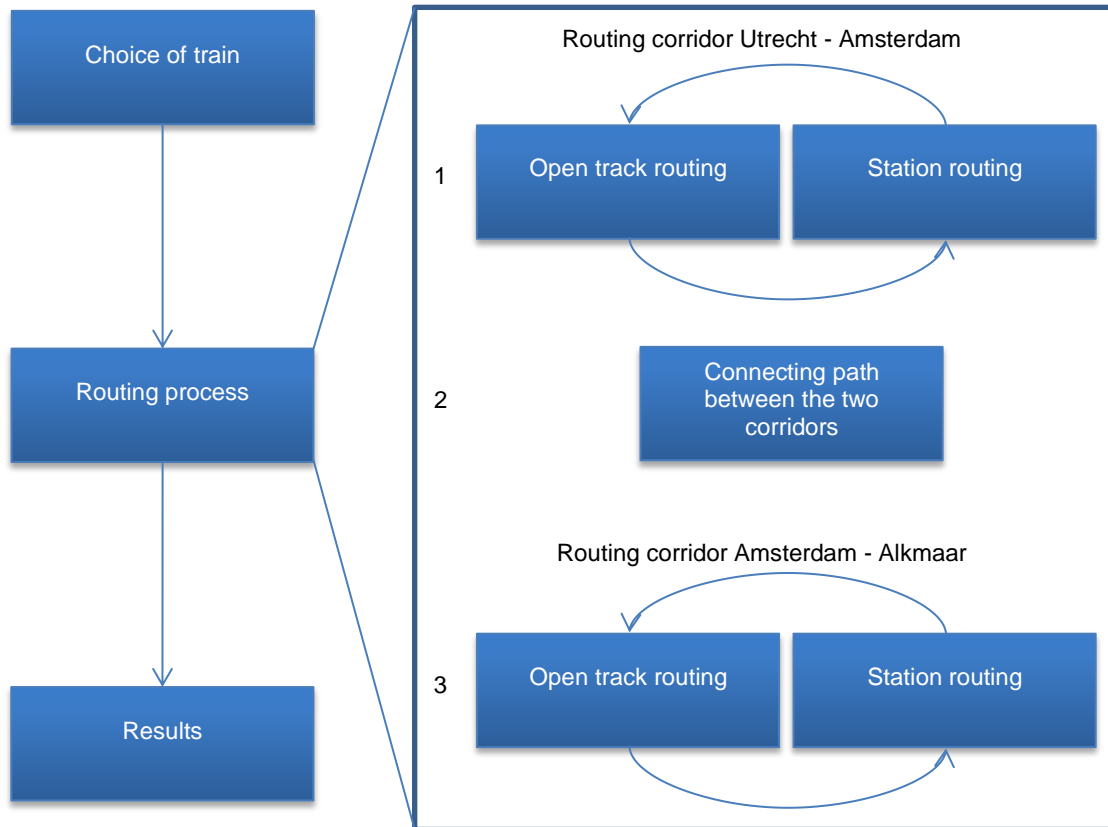 Choice of train
Routing process
Results
Routing corridor Utrecht - Amsterdam
1
Open track routing
Station routing
2
Connecting path
between the two
corridors
Routing corridor Amsterdam - Alkmaar
3
Open track routing
Station routing